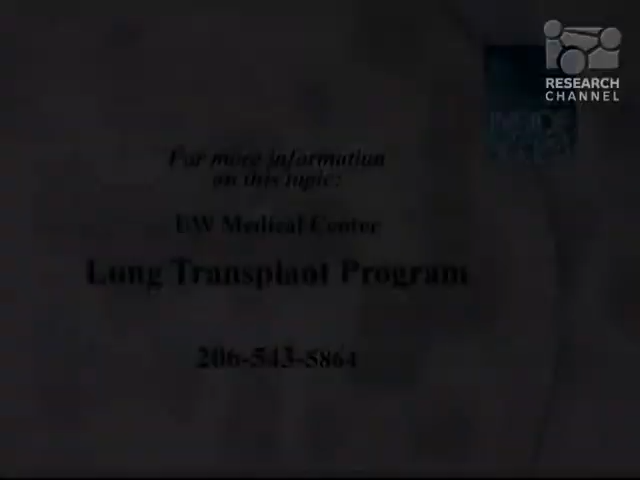 RESEARCH
CHANNEL
For more information
on this topic:
UW Medical Center
Lung Transplant Program
206-543-5864